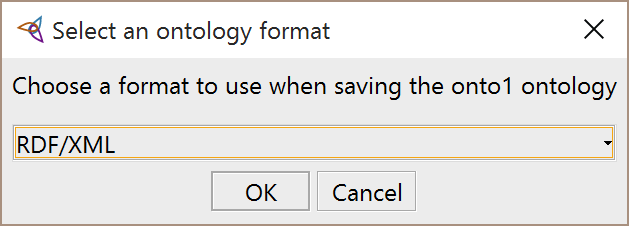 Select an ontology format
Choose a format to use when saving the onto1 ontology
RDF/XML
OK Cancel